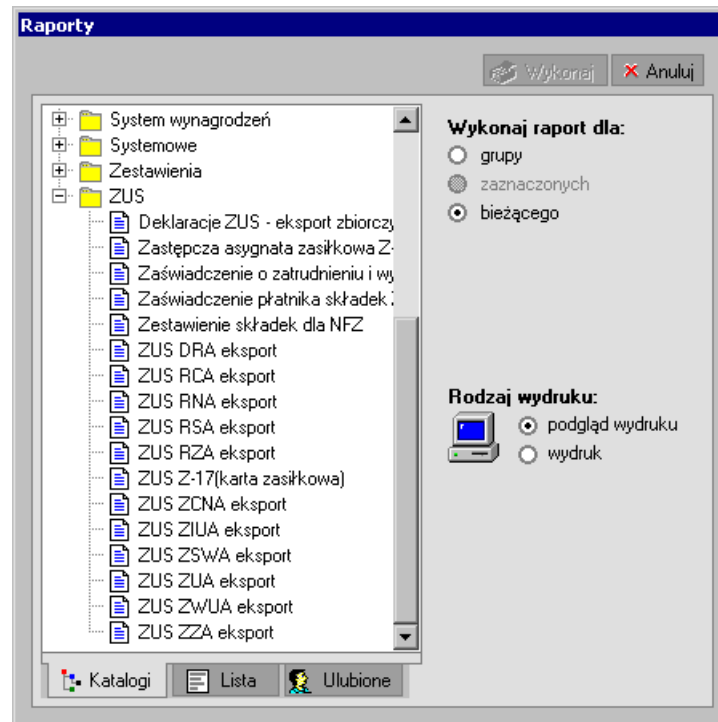 Raporty
Wykonaj
Anuluj
System wynagrodzeń
Systemowe
Zestawienia
ZUS
Deklaracje ZUS - eksport zbiorczy
Zastępcza asygnata zasiłkowa Z-
Zaświadczenie o zatrudnieniu i wy
Zaświadczenie płatnika składek
Zestawienie składek dla NFZ
ZUS DRA eksport
ZUS RCA eksport
ZUS RNA eksport
ZUS RSA eksport
ZUS RZA eksport
ZUS Z-17(karta zasiłkowa)
ZUS ZCNA eksport
ZUS ZIUA eksport
ZUS ZSWA eksport
ZUS ZUA eksport
ZUS ZWUA eksport
ZUS ZZA eksport
Katalogi
Lista
Ulubione
Wykonaj raport dla:
grupy
zaznaczonych
bieżącego
Rodzaj wydruku:
podgląd wydruku
wydruk